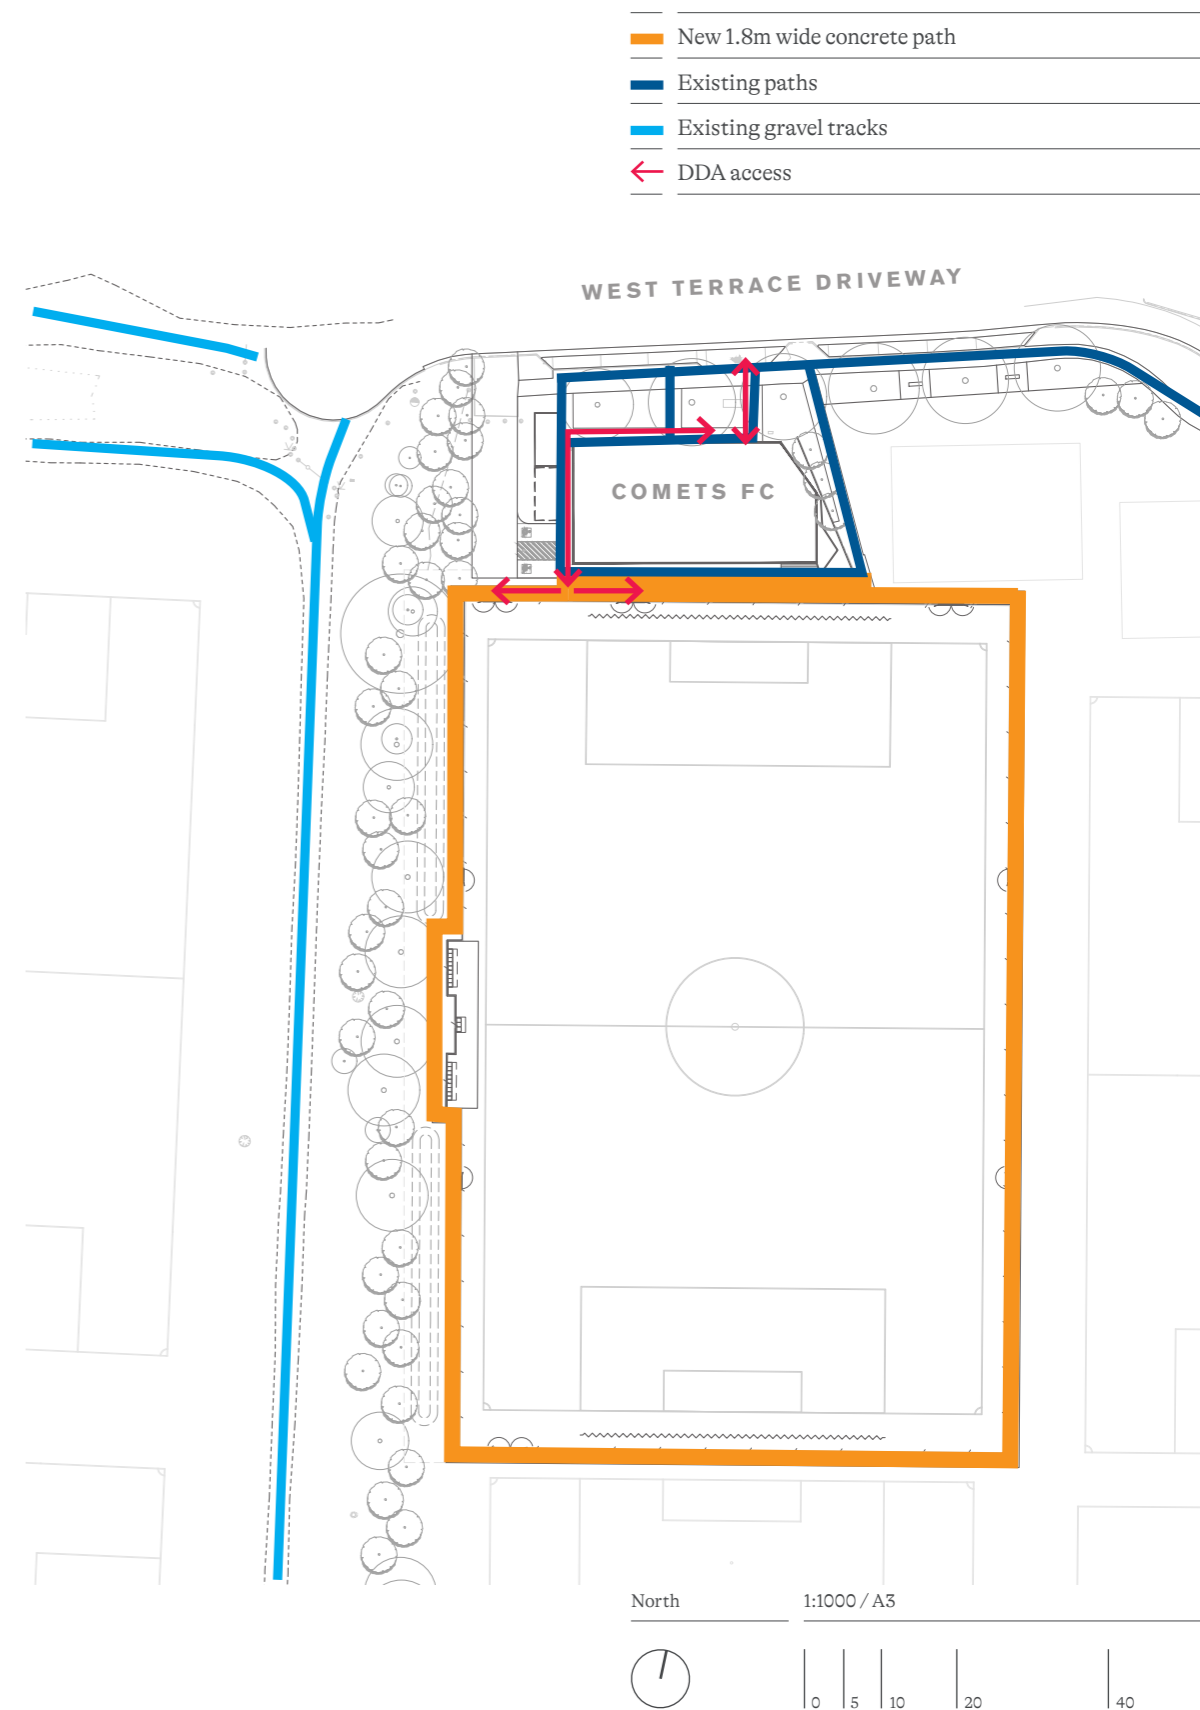 New 1.8m wide concrete path
Existing paths
Existing gravel tracks
DDA access
WEST TERRACE DRIVEWAY
COMETS FC
North
1:1000 / A3
0 5 10 20 40